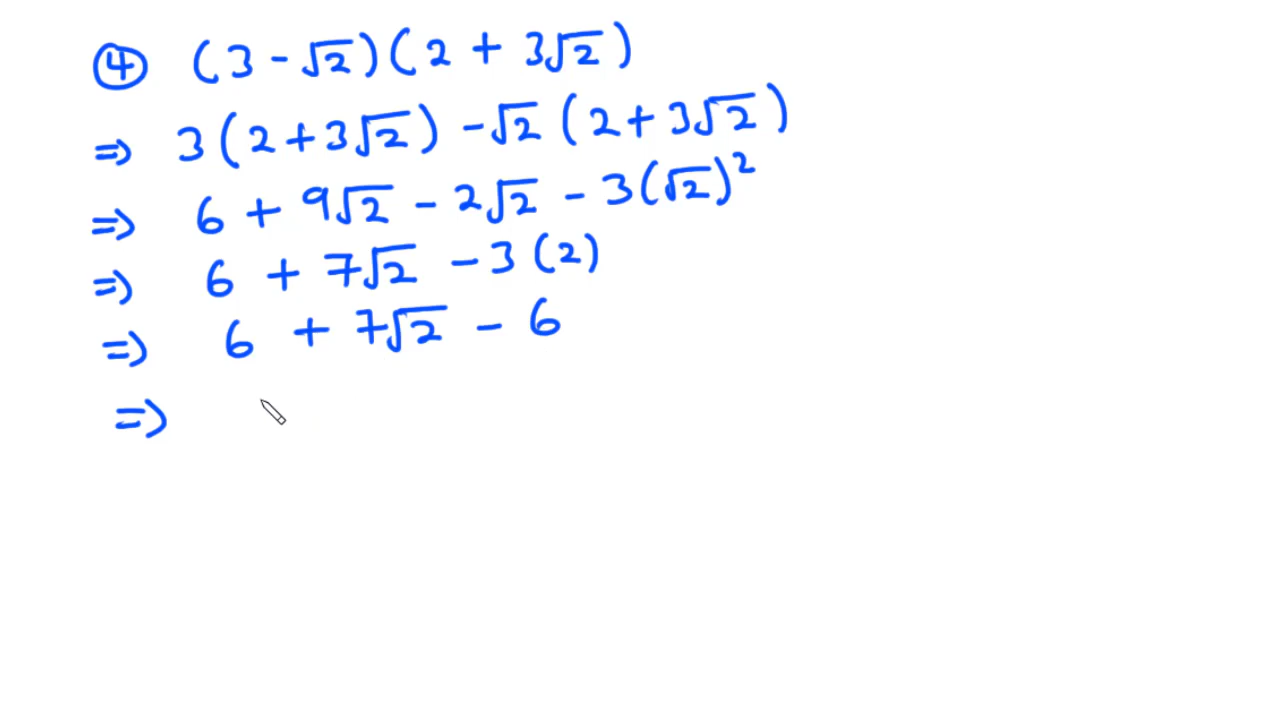 ④ (3 - √2)(2 + 3√2)
⇒ 3(2 + 3√2) - √2(2 + 3√2)
⇒ 6 + 9√2 - 2√2 - 3(√2)²
⇒ 6 + 7√2 - 3(2)
⇒ 6 + 7√2 - 6
⇒